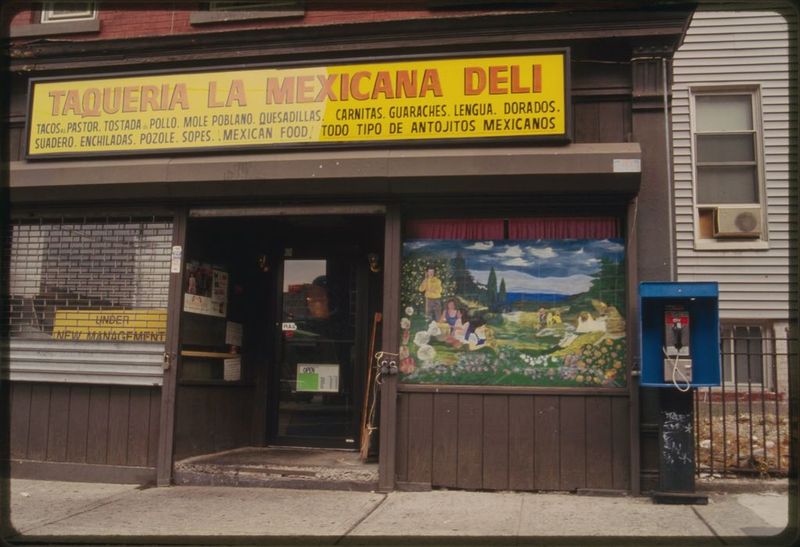 TAQUERIA LA MEXICANA DELI
TACOS AL PASTOR. TOSTADA DE POLLO. MOLE POBLANO. QUESADILLAS. CARNITAS. GUARACHES. LENGUA. DORADOS.
SUADERO. ENCHILADAS. POZOLE. SOPES. MEXICAN FOOD/ TODO TIPO DE ANTOJITOS MEXICANOS
UNDER
NEW MANAGEMENT
PULL
OPEN